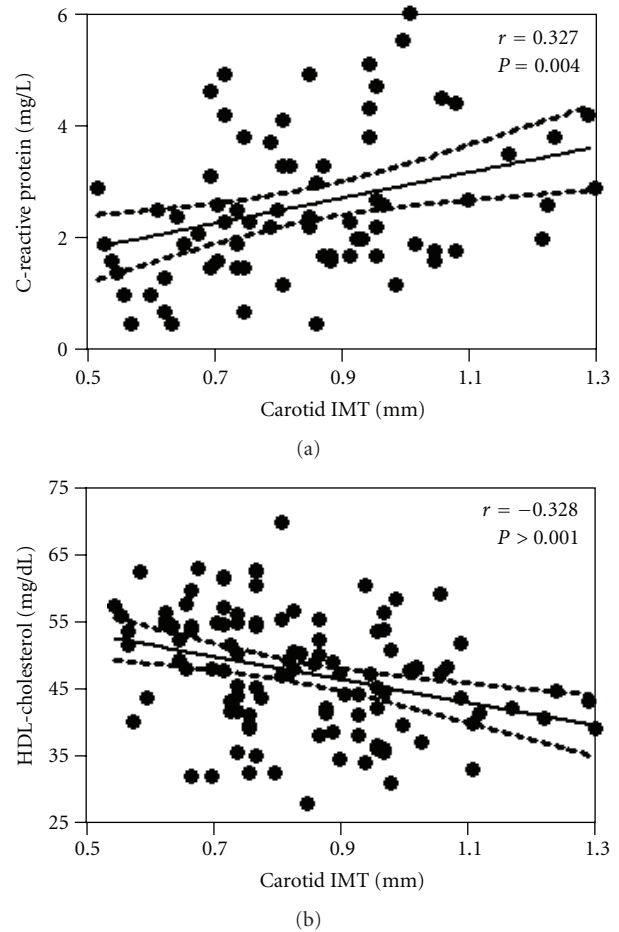 6
r = 0.327
P = 0.004
4
C-reactive protein (mg/L)
2
0
0.5 0.7 0.9 1.1 1.3
Carotid IMT (mm)
(a)
75
r = −0.328
P > 0.001
65
55
HDL-cholesterol (mg/dL)
45
35
25
0.5 0.7 0.9 1.1 1.3
Carotid IMT (mm)
(b)